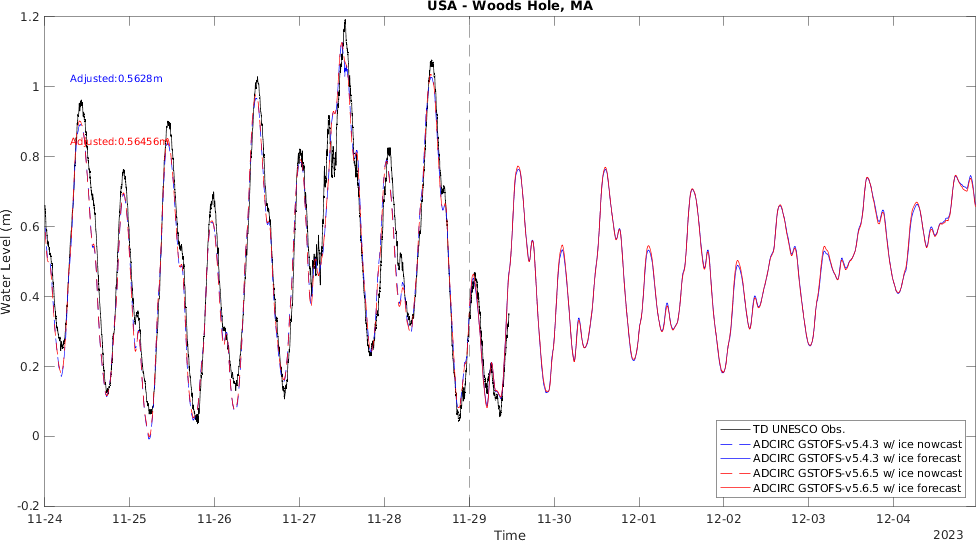 USA - Woods Hole, MA
1.2
1
0.8
0.6
0.4
0.2
0
-0.2
Water Level (m)
Adjusted:0.5628m
Adjusted:0.56456m
TD UNESCO Obs.
ADCIRC GSTOFS-v5.4.3 w/ ice nowcast
ADCIRC GSTOFS-v5.4.3 w/ ice forecast
ADCIRC GSTOFS-v5.6.5 w/ ice nowcast
ADCIRC GSTOFS-v5.6.5 w/ ice forecast
11-24 11-25 11-26 11-27 11-28 11-29 11-30 12-01 12-02 12-03 12-04
Time
2023